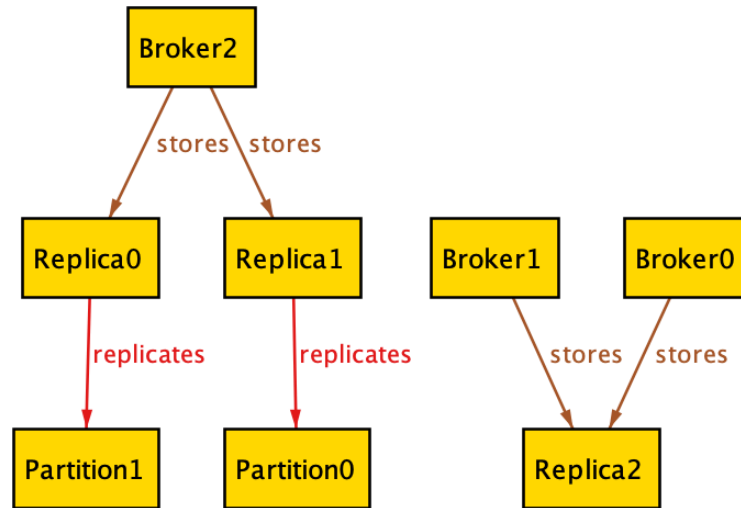 Broker2
stores stores
Replica0 Replica1 Broker1 Broker0
replicates replicates stores stores
Partition1 Partition0 Replica2